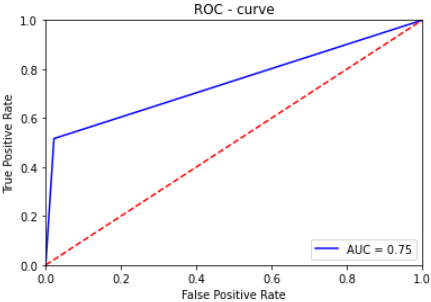 ROC - curve
True Positive Rate
1.0
0.8
0.6
0.4
0.2
0.0
AUC = 0.75
0.0 0.2 0.4 0.6 0.8 1.0
False Positive Rate